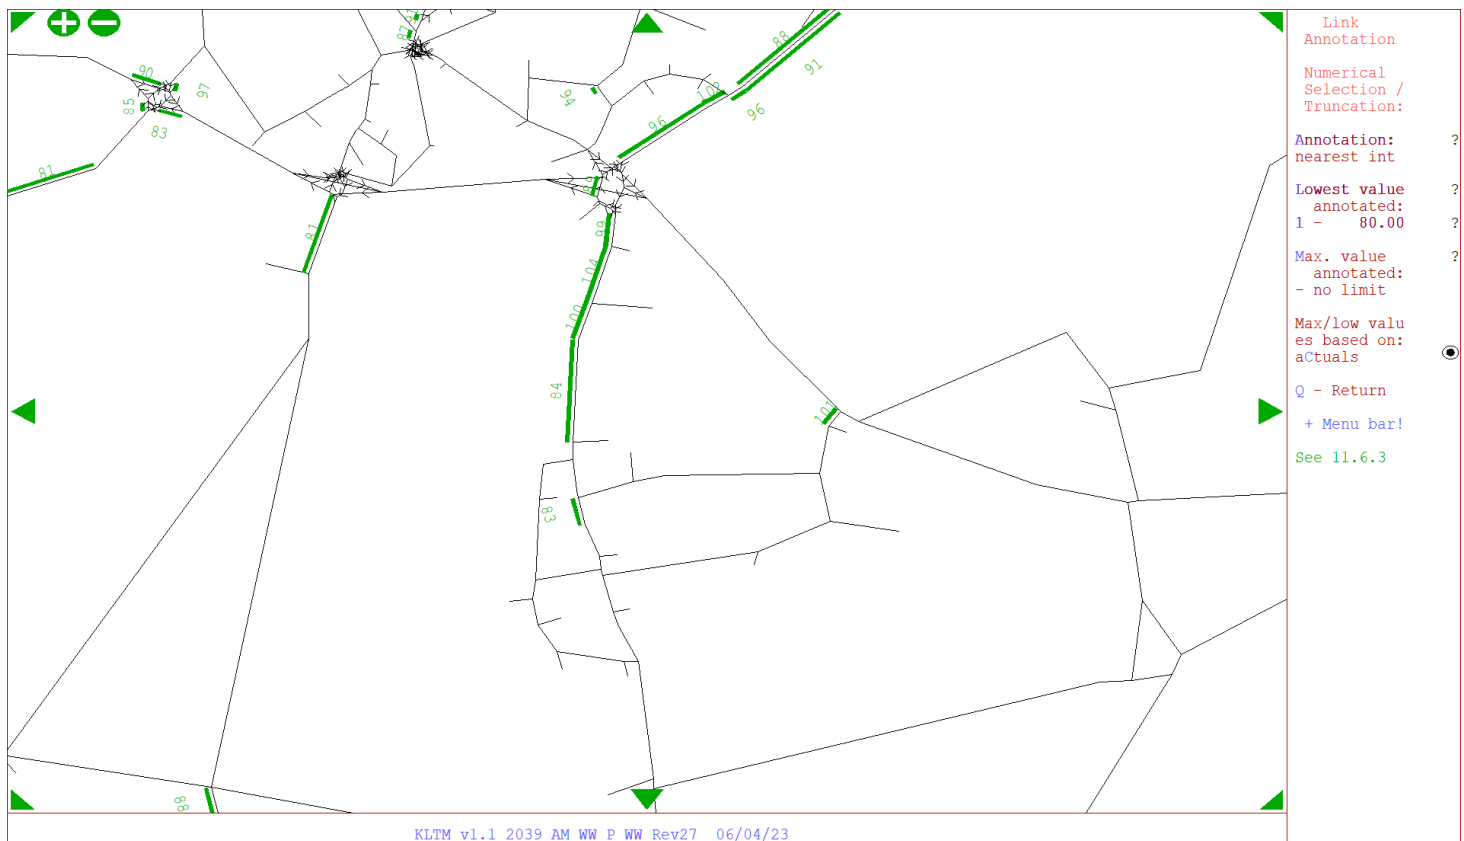 90
97
85
83
81
87
91
94
88
91
102
96
96
81
99
104
100
84
83
101
88
Link
Annotation
Numerical
Selection /
Truncation:
Annotation: ?
nearest int
Lowest value ?
annotated:
1 - 80.00 ?
Max. value ?
annotated:
- no limit
Max/low valu
es based on:
aCtuals
Q - Return
+ Menu bar!
See 11.6.3
KLTM v1.1 2039 AM WW P WW Rev27 06/04/23